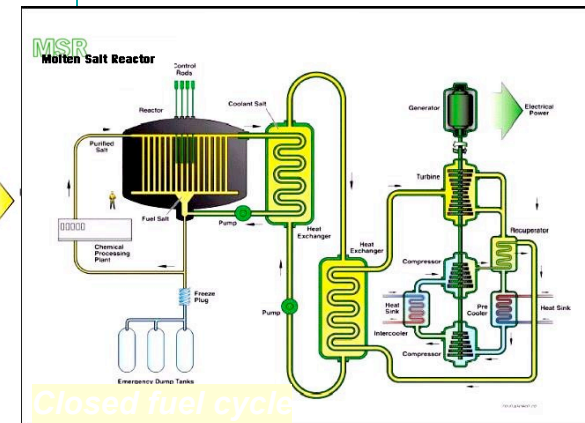 MSR
Molten Salt Reactor
Control
Rods
Reactor
Coolant Salt
Purified
Salt
Fuel Salt
Pump
Chemical
Processing
Plant
Freeze
Plug
Emergency Dump Tanks
Heat
Exchanger
Pump
Heat
Exchanger
Generator
Electrical
Power
Turbine
Recuperator
Compressor
Heat
Sink
Intercooler
Pre
Cooler
Heat Sink
Compressor
Closed fuel cycle